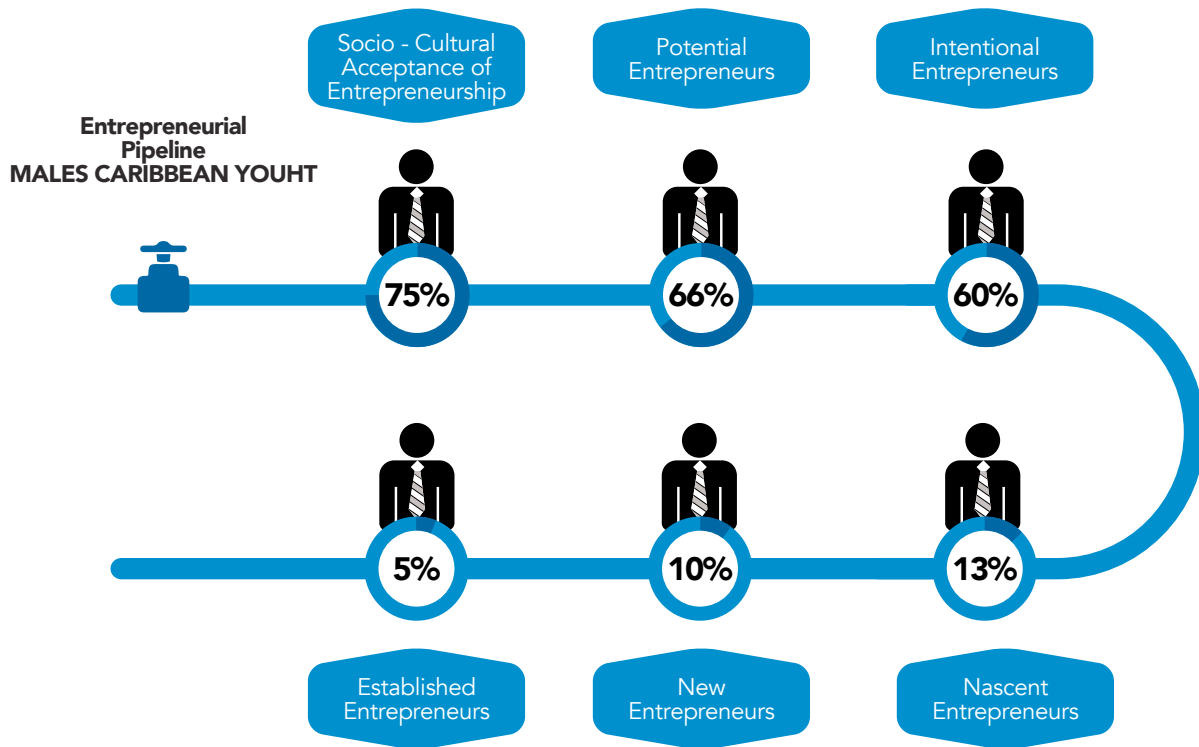 Socio - Cultural
Acceptance of
Entrepreneurship
Potential
Entrepreneurs
Intentional
Entrepreneurs
Entrepreneurial
Pipeline
MALES CARIBBEAN YOUHT
75%
66%
60%
5%
10%
13%
Established
Entrepreneurs
New
Entrepreneurs
Nascent
Entrepreneurs